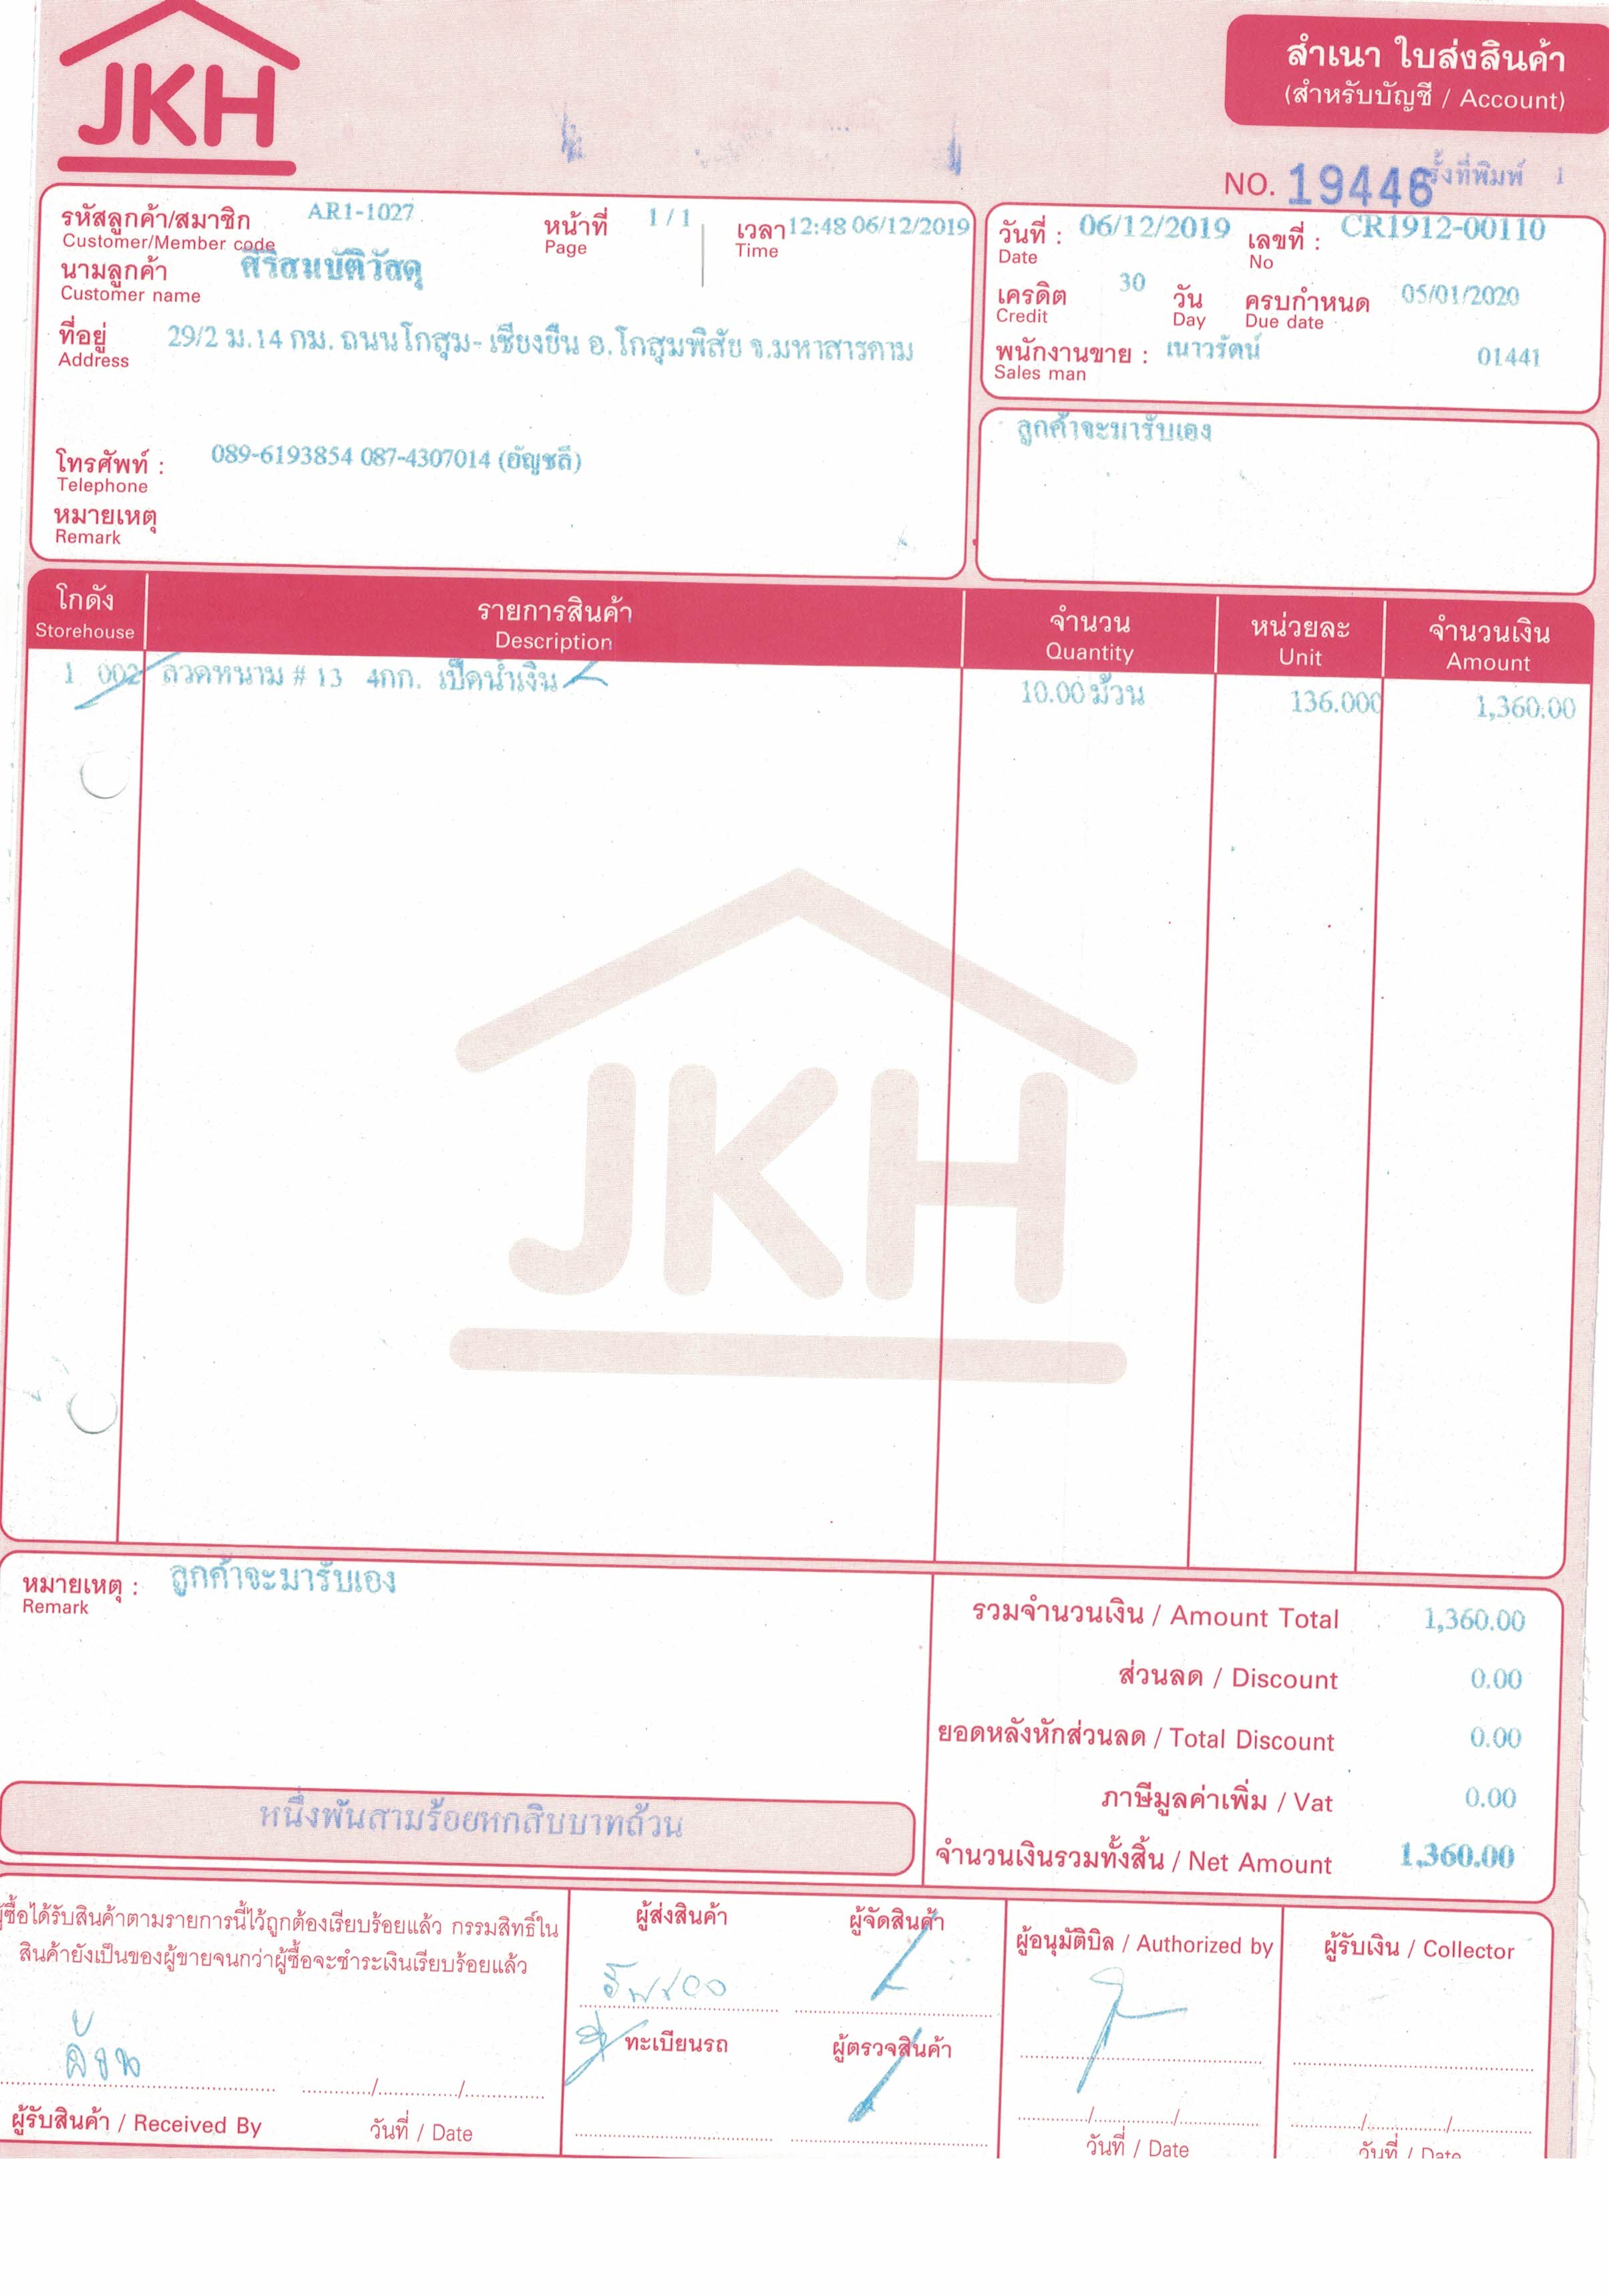 JKH
สำเนา ใบส่งสินค้า
(สำหรับบัญชี / Account)
NO. 19446 รั้งที่พิมพ์ 1
รหัสลูกค้า/สมาชิก AR1-1027
Customer/Member code
หน้าที่ 1 / 1
Page
เวลา 12:48 06/12/2019
Time
นามลูกค้า ศิริสมบัติวัสดุ
Customer name
ที่อยู่ 29/2 ม.14 กม. ถนนโกสุม- เชียงยืน อ.โกสุมพิสัย จ.มหาสารคาม
Address
โทรศัพท์ : 089-6193854 087-4307014 (อัญชลี)
Telephone
หมายเหตุ
Remark
วันที่ : 06/12/2019 เลขที่ : CR1912-00110
Date No
เครดิต 30 วัน ครบกำหนด 05/01/2020
Credit Day Due date
พนักงานขาย : เนาวรัตน์ 01441
Sales man
ลูกค้าจะมารับเอง
โกดัง รายการสินค้า จำนวน หน่วยละ จำนวนเงิน
Storehouse Description Quantity Unit Amount
1 002 ลวดหนาม # 13 4กก. เป็ดน้ำเงิน 10.00 ม้วน 136.000 1,360.00
JKH
หมายเหตุ : ลูกค้าจะมารับเอง
Remark
รวมจำนวนเงิน / Amount Total 1,360.00
ส่วนลด / Discount 0.00
ยอดหลังหักส่วนลด / Total Discount 0.00
ภาษีมูลค่าเพิ่ม / Vat 0.00
หนึ่งพันสามร้อยหกสิบบาทถ้วน
จำนวนเงินรวมทั้งสิ้น / Net Amount 1,360.00
ผู้ซื้อได้รับสินค้าตามรายการนี้ไว้ถูกต้องเรียบร้อยแล้ว กรรมสิทธิ์ใน
สินค้ายังเป็นของผู้ขายจนกว่าผู้ซื้อจะชำระเงินเรียบร้อยแล้ว
ผู้ส่งสินค้า ผู้จัดสินค้า
ผู้อนุมัติบิล / Authorized by
ผู้รับเงิน / Collector
ทะเบียนรถ ผู้ตรวจสินค้า
ผู้รับสินค้า / Received By วันที่ / Date
วันที่ / Date
วันที่ / Date